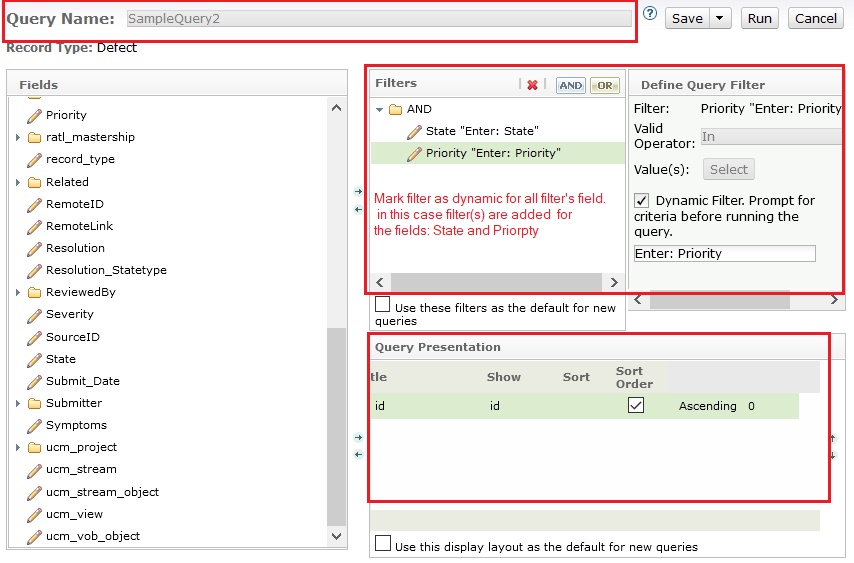 Query Name: SampleQuery2
Save Run Cancel
Record Type: Defect
Fields
Priority
ratl_mastership
record_type
Related
RemoteID
RemoteLink
Resolution
Resolution_Statetype
ReviewedBy
Severity
SourceID
State
Submit_Date
Submitter
Symptoms
ucm_project
ucm_stream
ucm_stream_object
ucm_view
ucm_vob_object
Filters AND OR
AND
State "Enter: State"
Priority "Enter: Priority"
Mark filter as dynamic for all filter's field.
in this case filter(s) are added for
the fields: State and Priorpty
Use these filters as the default for new
queries
Define Query Filter
Filter: Priority "Enter: Priority
Valid
Operator: In
Value(s): Select
Dynamic Filter. Prompt for
criteria before running the
query.
Enter: Priority
Query Presentation
tle Show Sort Sort
Order
id id Ascending 0
Use this display layout as the default for new queries